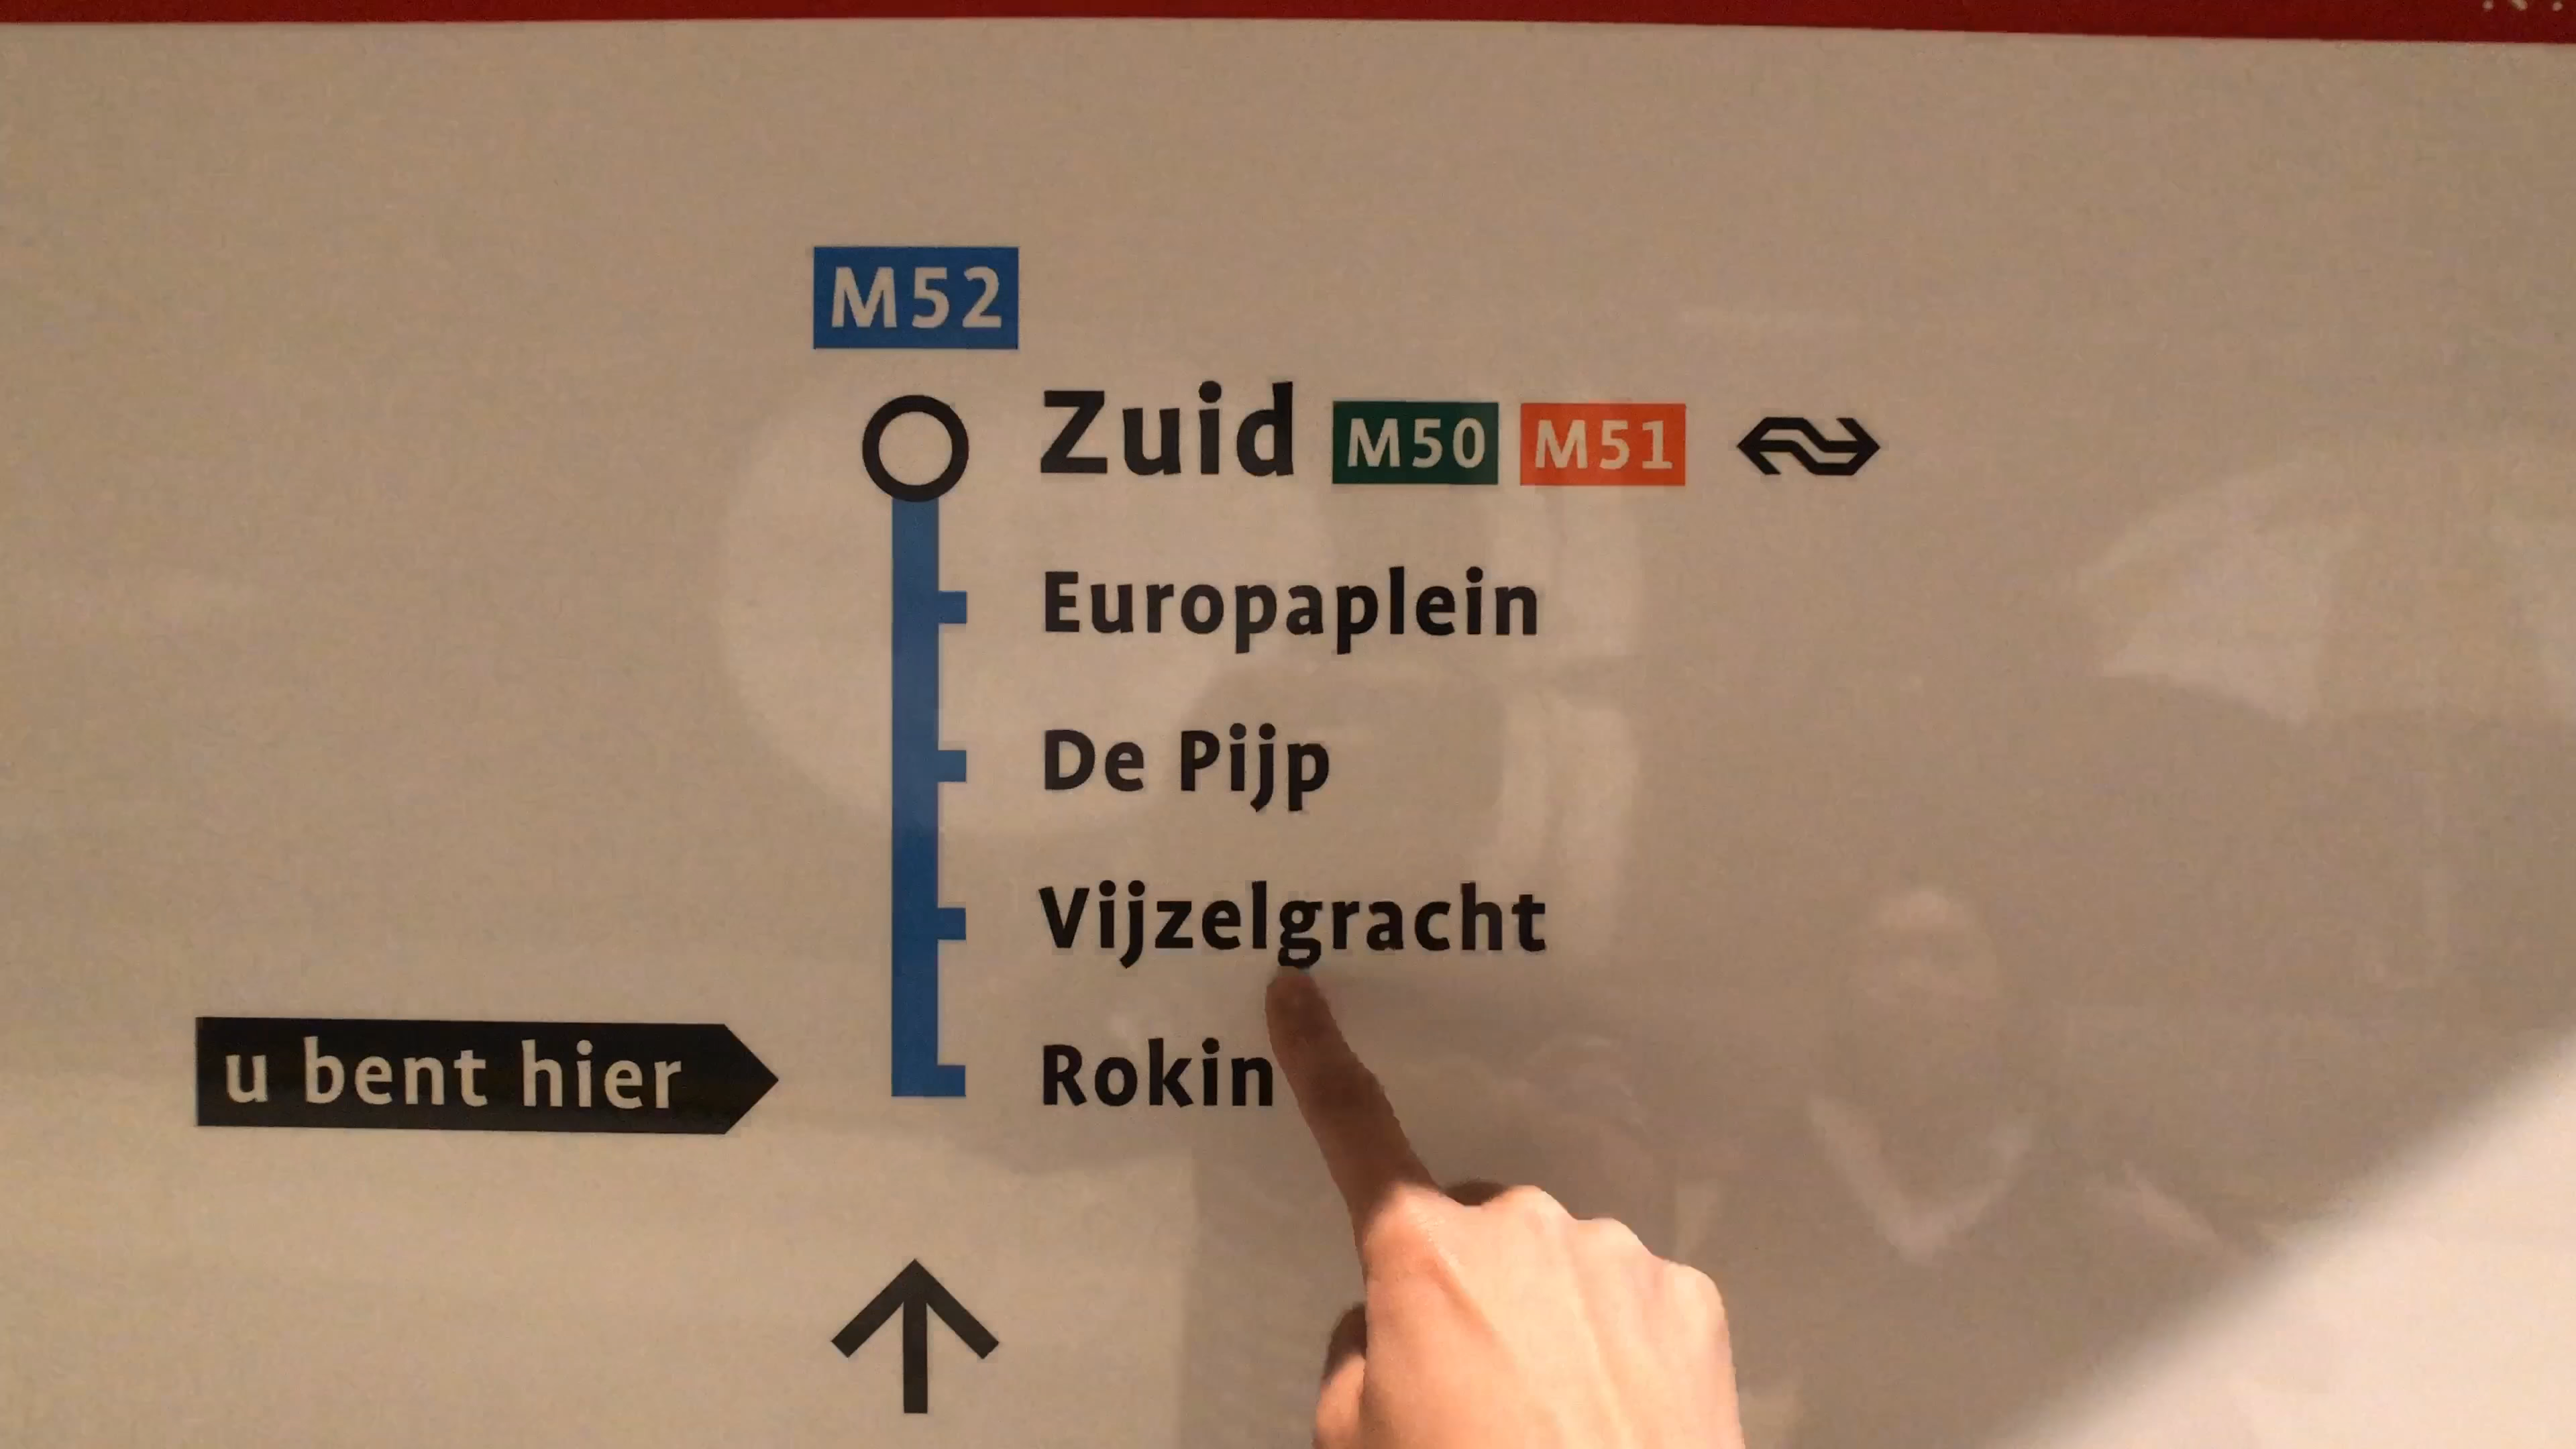 M52
Zuid M50 M51
Europaplein
De Pijp
Vijzelgracht
u bent hier Rokin